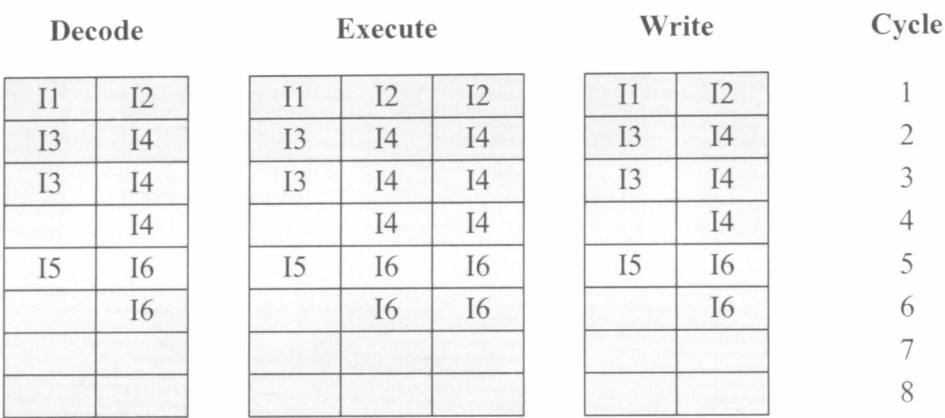 Decode Execute Write Cycle
I1 I2 I1 I2 I2 I1 I2 1
I3 I4 I3 I4 I4 I3 I4 2
I3 I4 I3 I4 I4 I3 I4 3
I4 I4 I4 I4 4
I5 I6 I5 I6 I6 I5 I6 5
I6 I6 I6 I6 6
7
8